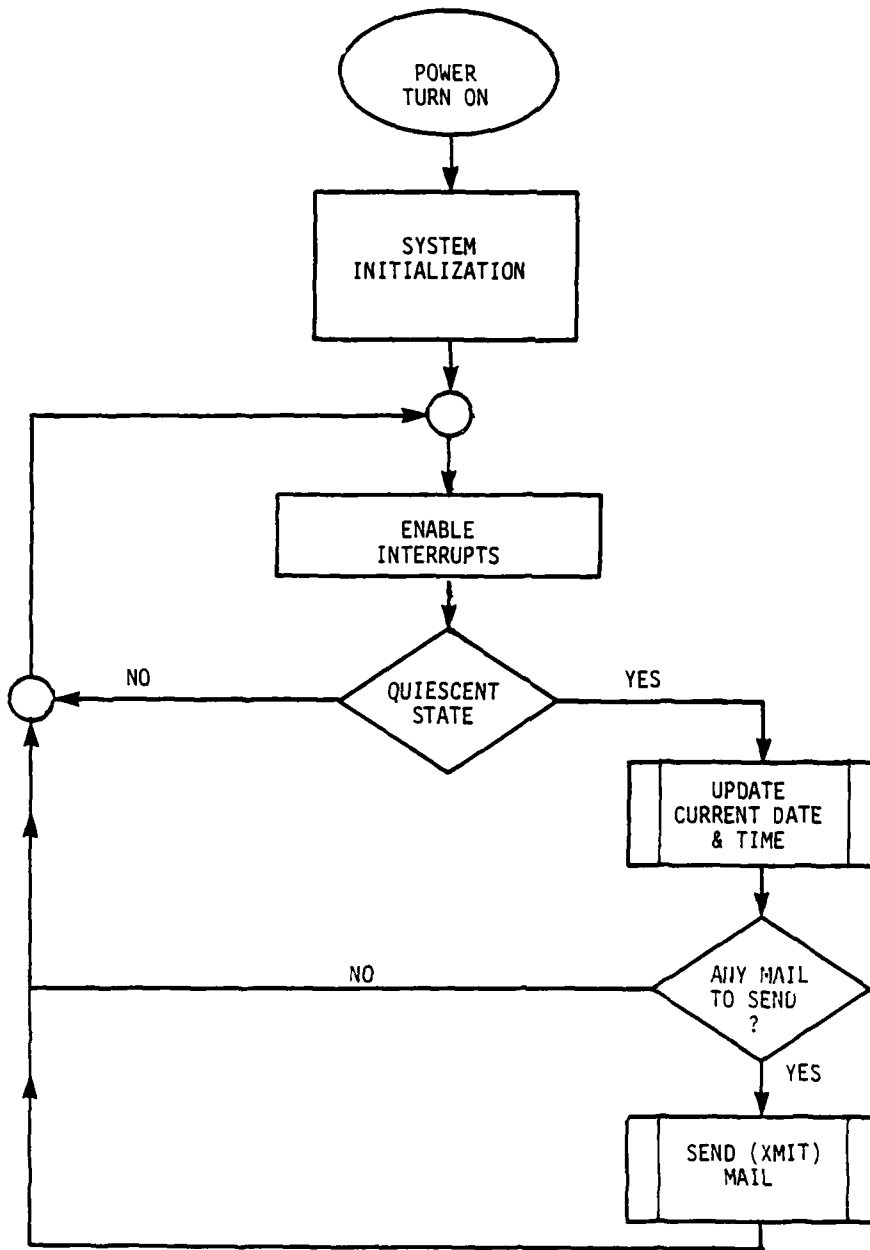 POWER
TURN ON
SYSTEM
INITIALIZATION
ENABLE
INTERRUPTS
NO
QUIESCENT
STATE
YES
UPDATE
CURRENT DATE
& TIME
NO
ANY MAIL
TO SEND
?
YES
SEND (XMIT)
MAIL